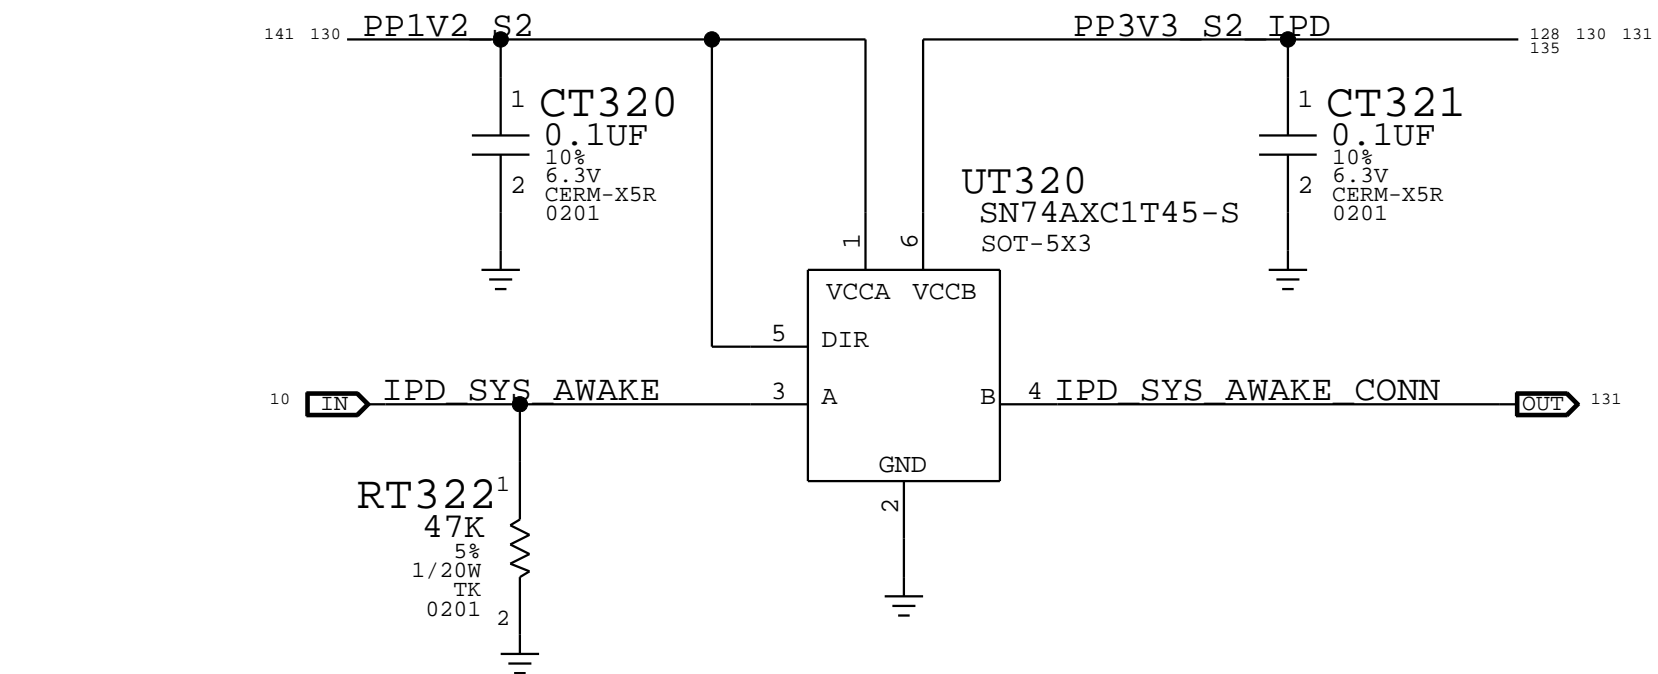 141 130 PP1V2_S2
PP3V3_S2_IPD 128 130 131
135
1 CT320
0.1UF
10%
6.3V
2 CERM-X5R
0201
1 CT321
0.1UF
10%
6.3V
2 CERM-X5R
0201
UT320
SN74AXC1T45-S
SOT-5X3
1 6
VCCA VCCB
5 DIR
10 IN IPD_SYS_AWAKE 3 A
B 4 IPD_SYS_AWAKE_CONN OUT 131
GND
2
RT322 1
47K
5%
1/20W
TK
0201 2